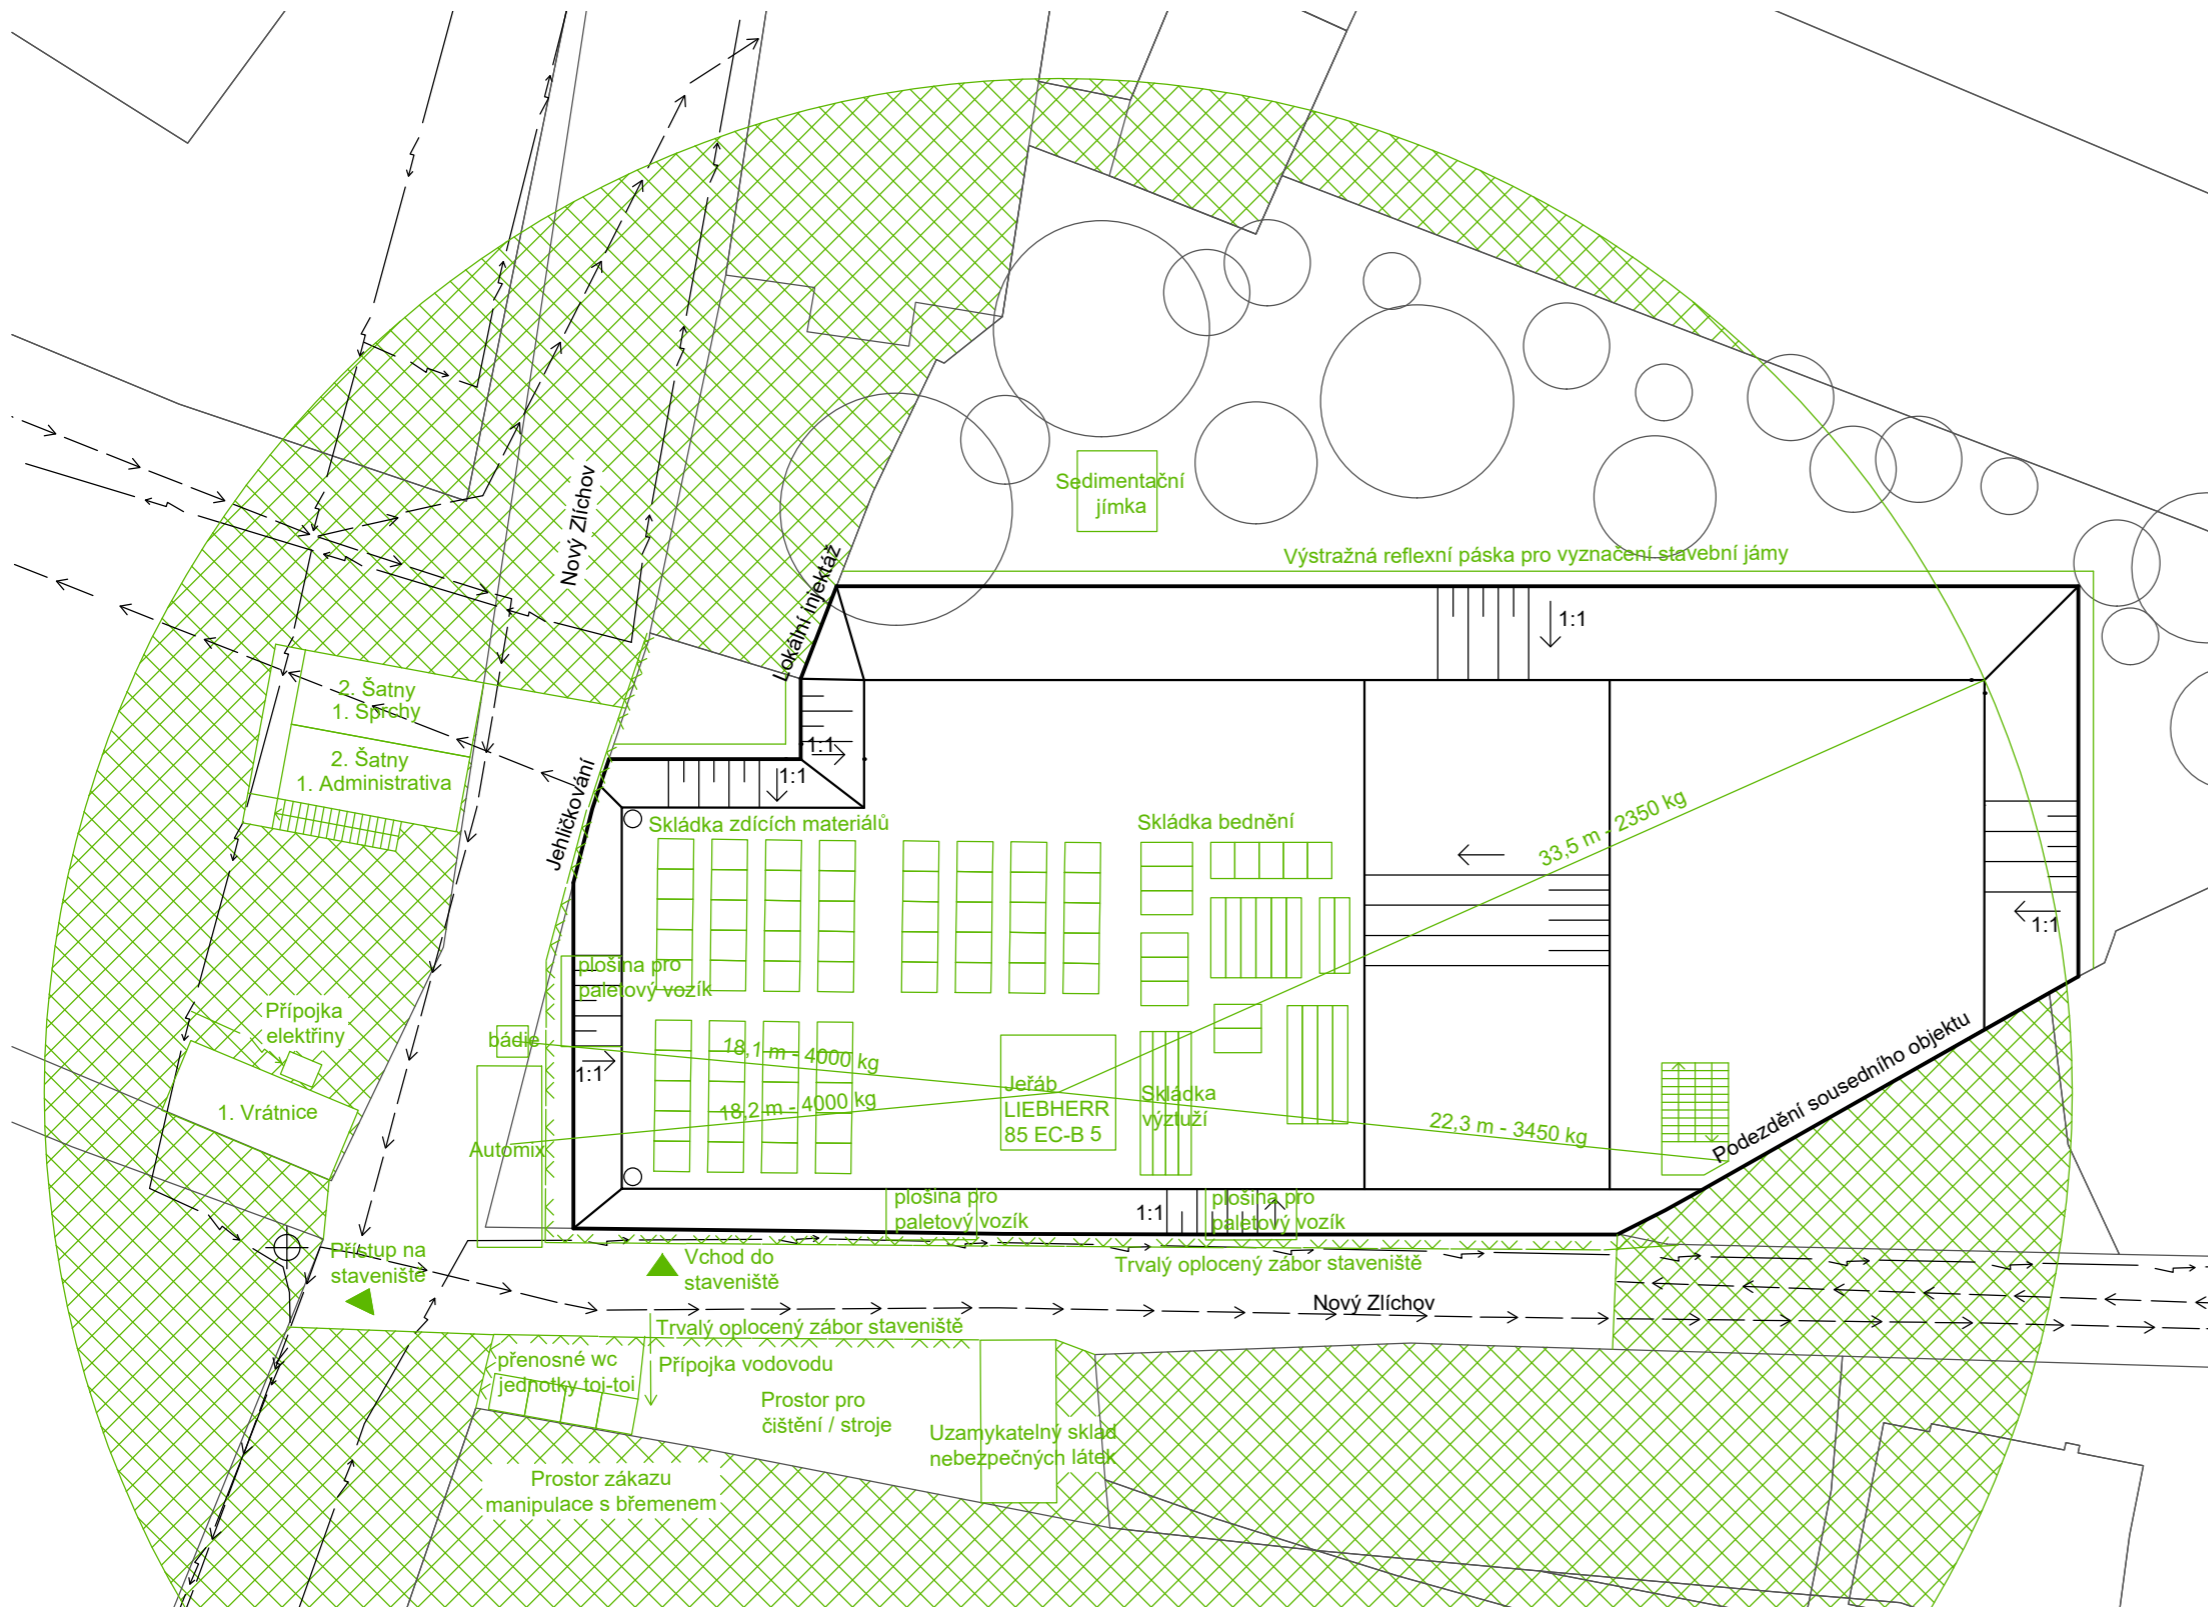 Nový Zlíchov
Sedimentační
jímka
Výstražná reflexní páska pro vyznačení stavební jámy
Lokální injektáž
1:1
2. Šatny
1. Sprchy
2. Šatny
1. Administrativa
1:1
1:1
Jehličkování
Skládka zdících materiálů
Skládka bednění
33,5 m - 2350 kg
1:1
plošina pro
paletový vozík
Přípojka
elektřiny
bádie
18,1 m - 4000 kg
1:1
Jeřáb
LIEBHERR
85 EC-B 5
Skládka
výztuží
18,2 m - 4000 kg
22,3 m - 3450 kg
Podezdění sousedního objektu
1. Vrátnice
Automix
plošina pro
paletový vozík
1:1
plošina pro
paletový vozík
Přístup na
staveniště
Vchod do
staveniště
Trvalý oplocený zábor staveniště
Nový Zlíchov
Trvalý oplocený zábor staveniště
přenosné wc
jednotky toj-toi
Přípojka vodovodu
Prostor pro
čištění / stroje
Uzamykatelný sklad
nebezpečných látek
Prostor zákazu
manipulace s břemenem